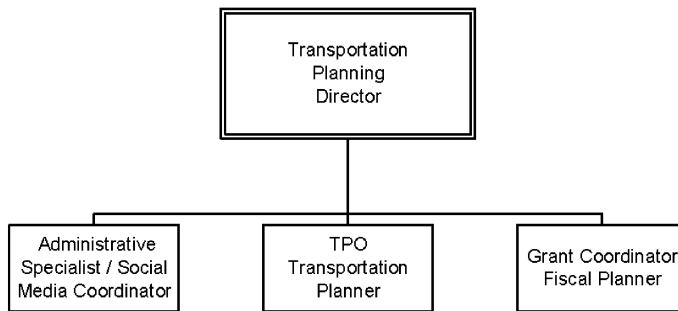 Transportation
Planning
Director
Administrative
Specialist / Social
Media Coordinator
TPO
Transportation
Planner
Grant Coordinator
Fiscal Planner